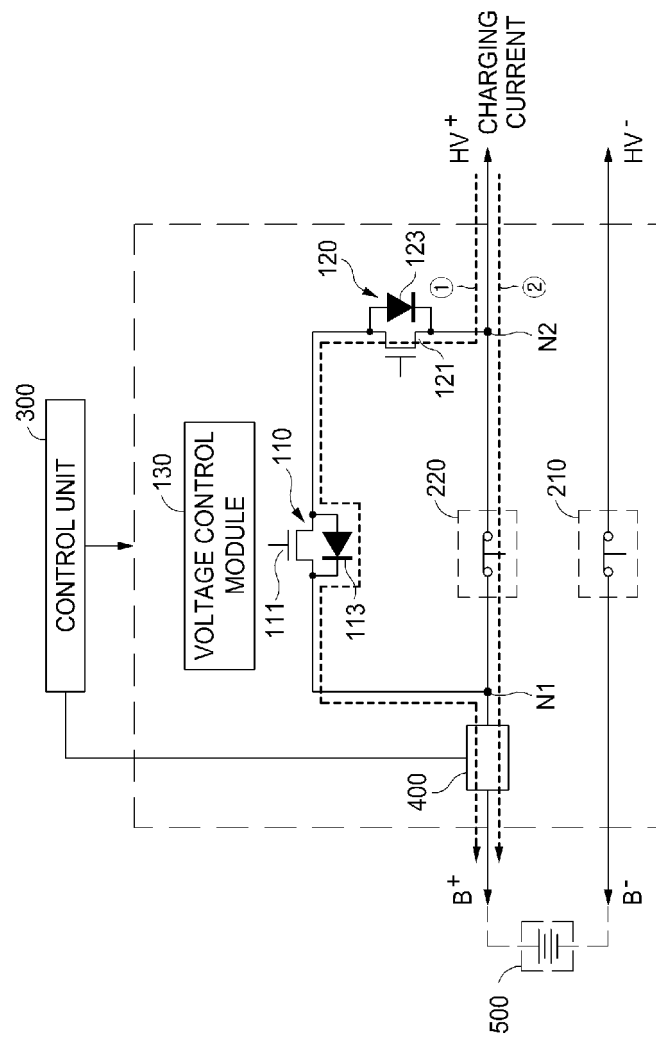 300
CONTROL UNIT
130
VOLTAGE CONTROL
MODULE
110
111
113
120
123
121
①
②
HV+
CHARGING
CURRENT
HV-
N2
220
210
N1
400
B+
B-
500